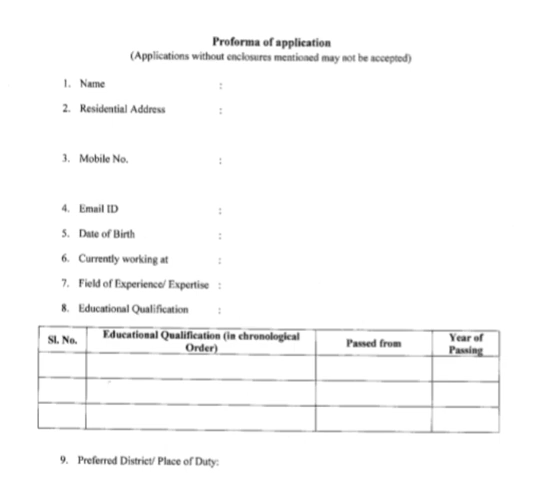 Proforma of application
(Applications without enclosures mentioned may not be accepted)
1. Name :
2. Residential Address :
3. Mobile No. :
4. Email ID :
5. Date of Birth :
6. Currently working at :
7. Field of Experience/ Expertise :
8. Educational Qualification :
Sl. No. Educational Qualification (in chronological Order) Passed from Year of Passing
9. Preferred District/ Place of Duty: